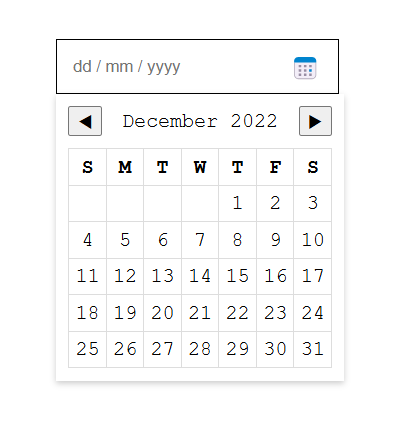 dd / mm / yyyy
◀ December 2022 ▶
S M T W T F S
1 2 3
4 5 6 7 8 9 10
11 12 13 14 15 16 17
18 19 20 21 22 23 24
25 26 27 28 29 30 31